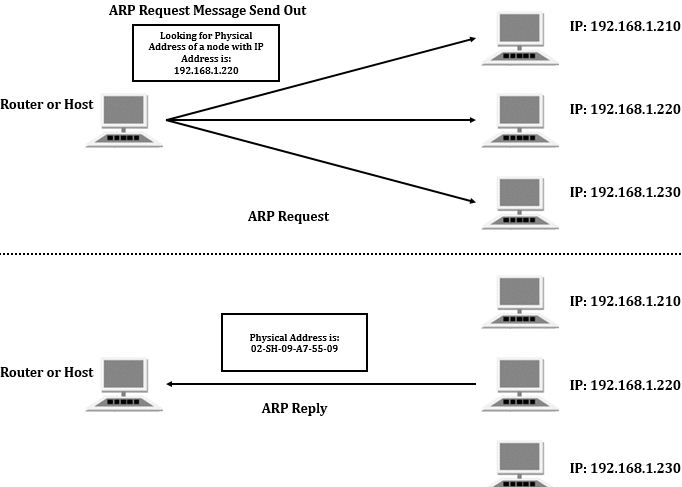 ARP Request Message Send Out
IP: 192.168.1.210
Looking for Physical
Address of a node with IP
Address is:
192.168.1.220
Router or Host
IP: 192.168.1.220
IP: 192.168.1.230
ARP Request
IP: 192.168.1.210
Physical Address is:
02-SH-09-A7-55-09
Router or Host
IP: 192.168.1.220
ARP Reply
IP: 192.168.1.230